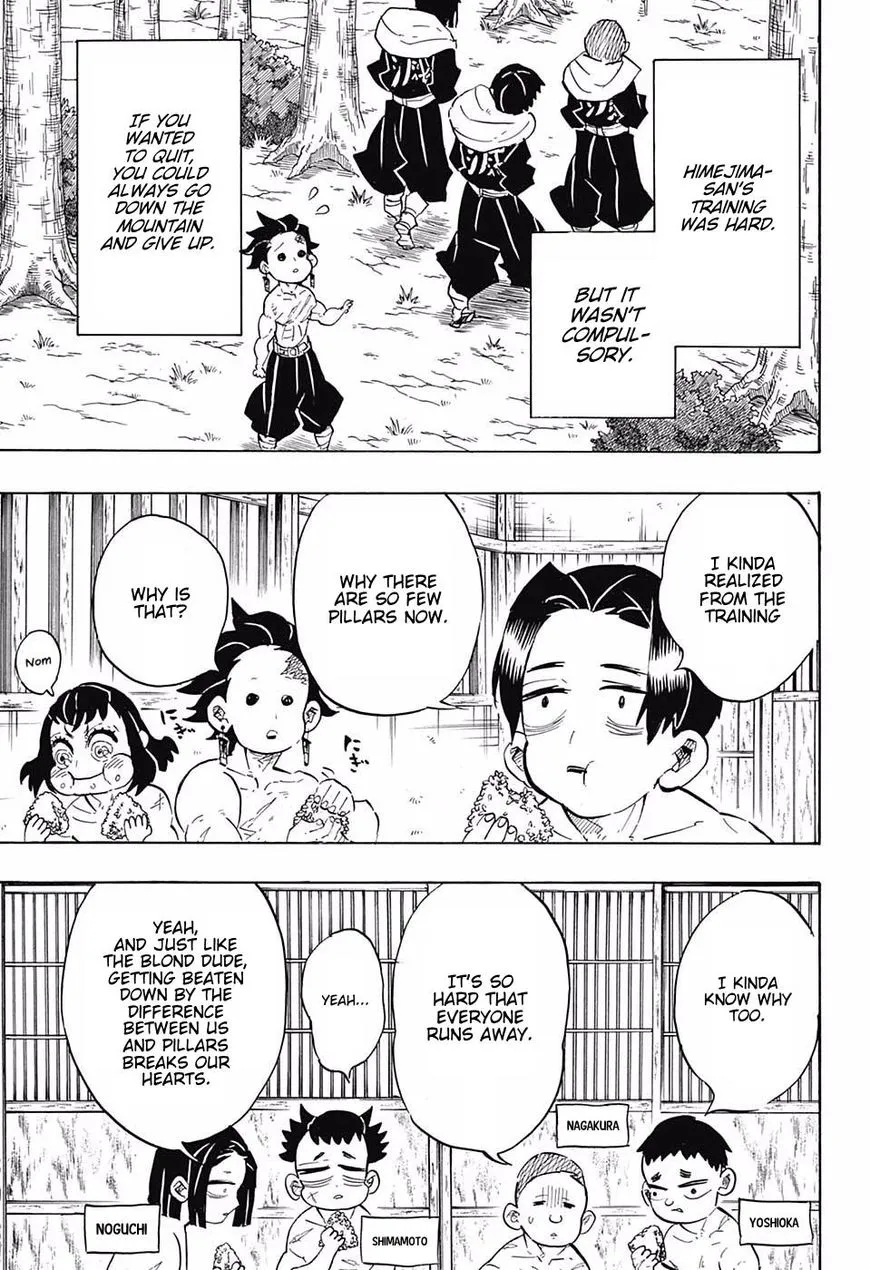 HIMEJIMA-
SAN'S
TRAINING
WAS HARD.
BUT IT
WASN'T
COMPUL-
SORY.
IF YOU
WANTED
TO QUIT,
YOU COULD
ALWAYS GO
DOWN THE
MOUNTAIN
AND GIVE UP.
I KINDA
REALIZED
FROM THE
TRAINING
WHY THERE
ARE SO FEW
PILLARS NOW.
にぎ
WHY IS
THAT?
にぎ
NOM
I KINDA
KNOW WHY
TOO.
YOSHIOKA
NAGAKURA
IT'S SO
HARD THAT
EVERYONE
RUNS AWAY.
YEAH...
SHIMAMOTO
YEAH,
AND JUST LIKE
THE BLOND DUDE,
GETTING BEATEN
DOWN BY THE
DIFFERENCE
BETWEEN US
AND PILLARS
BREAKS OUR
HEARTS.
NOGUCHI